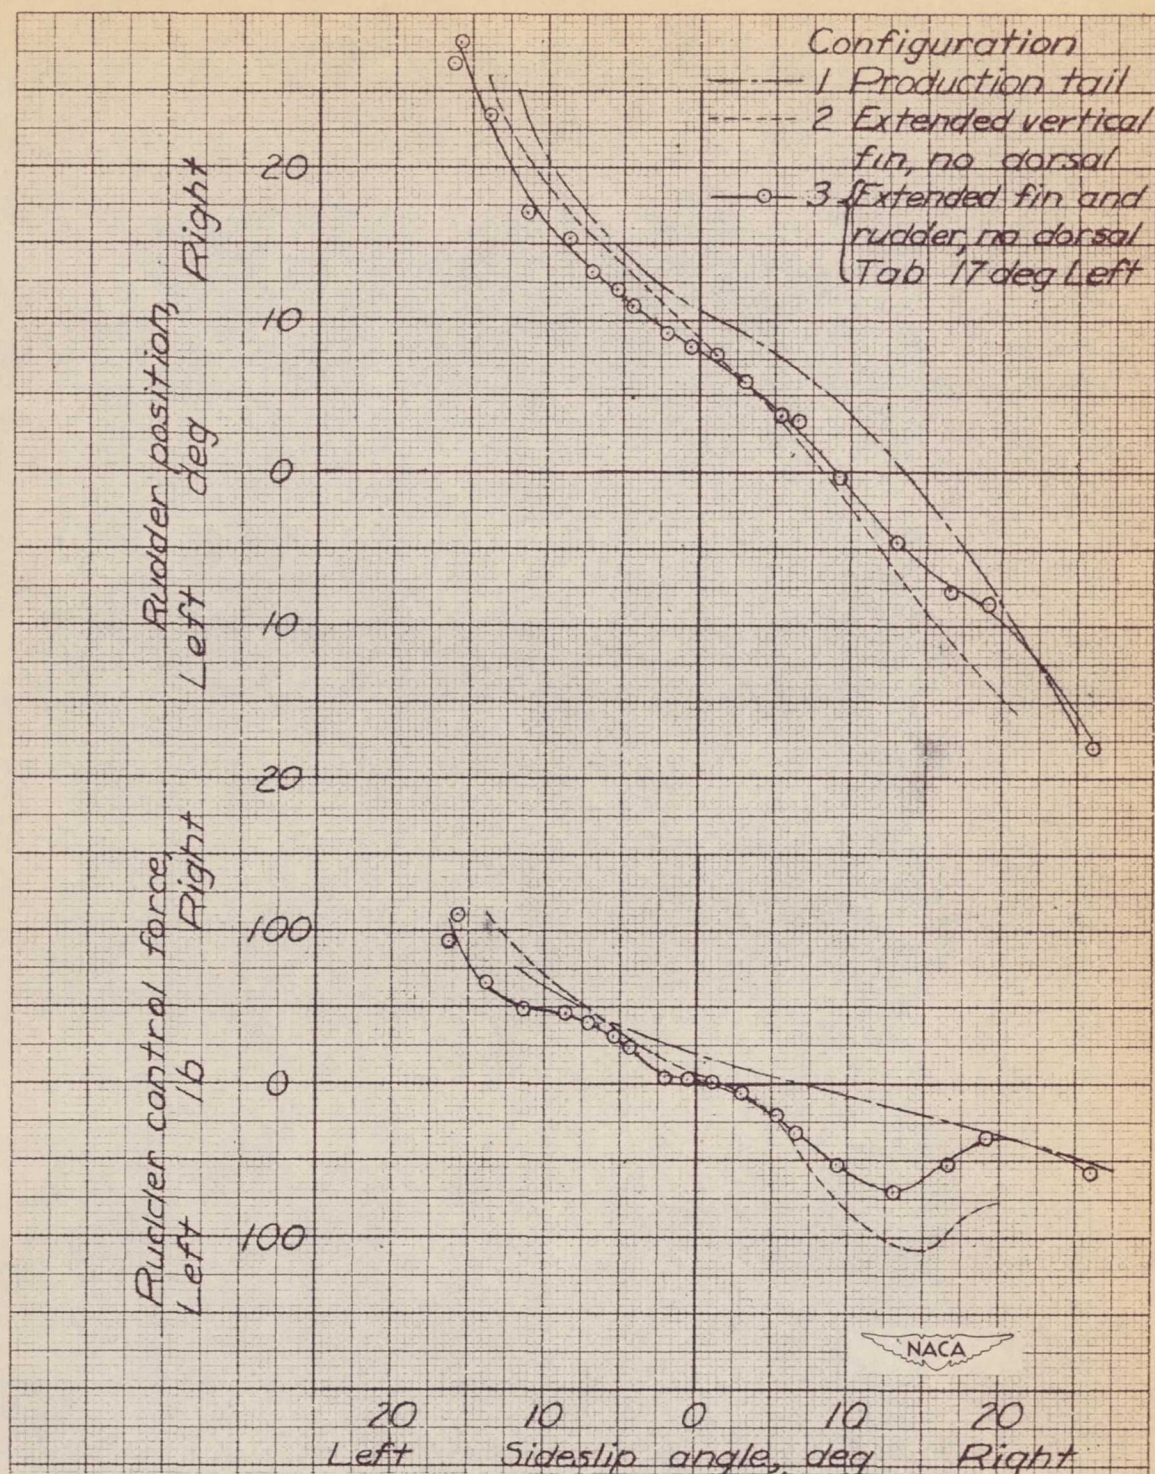 Configuration
1 Production tail
2 Extended vertical
fin, no dorsal
3 {Extended fin and
rudder, no dorsal
Tab 17 deg Left
Rudder position,
deg
Right
Left
20
10
0
10
20
Rudder control force,
lb
Right
Left
100
0
100
NACA
20 10 0 10 20
Left Sideslip angle, deg Right